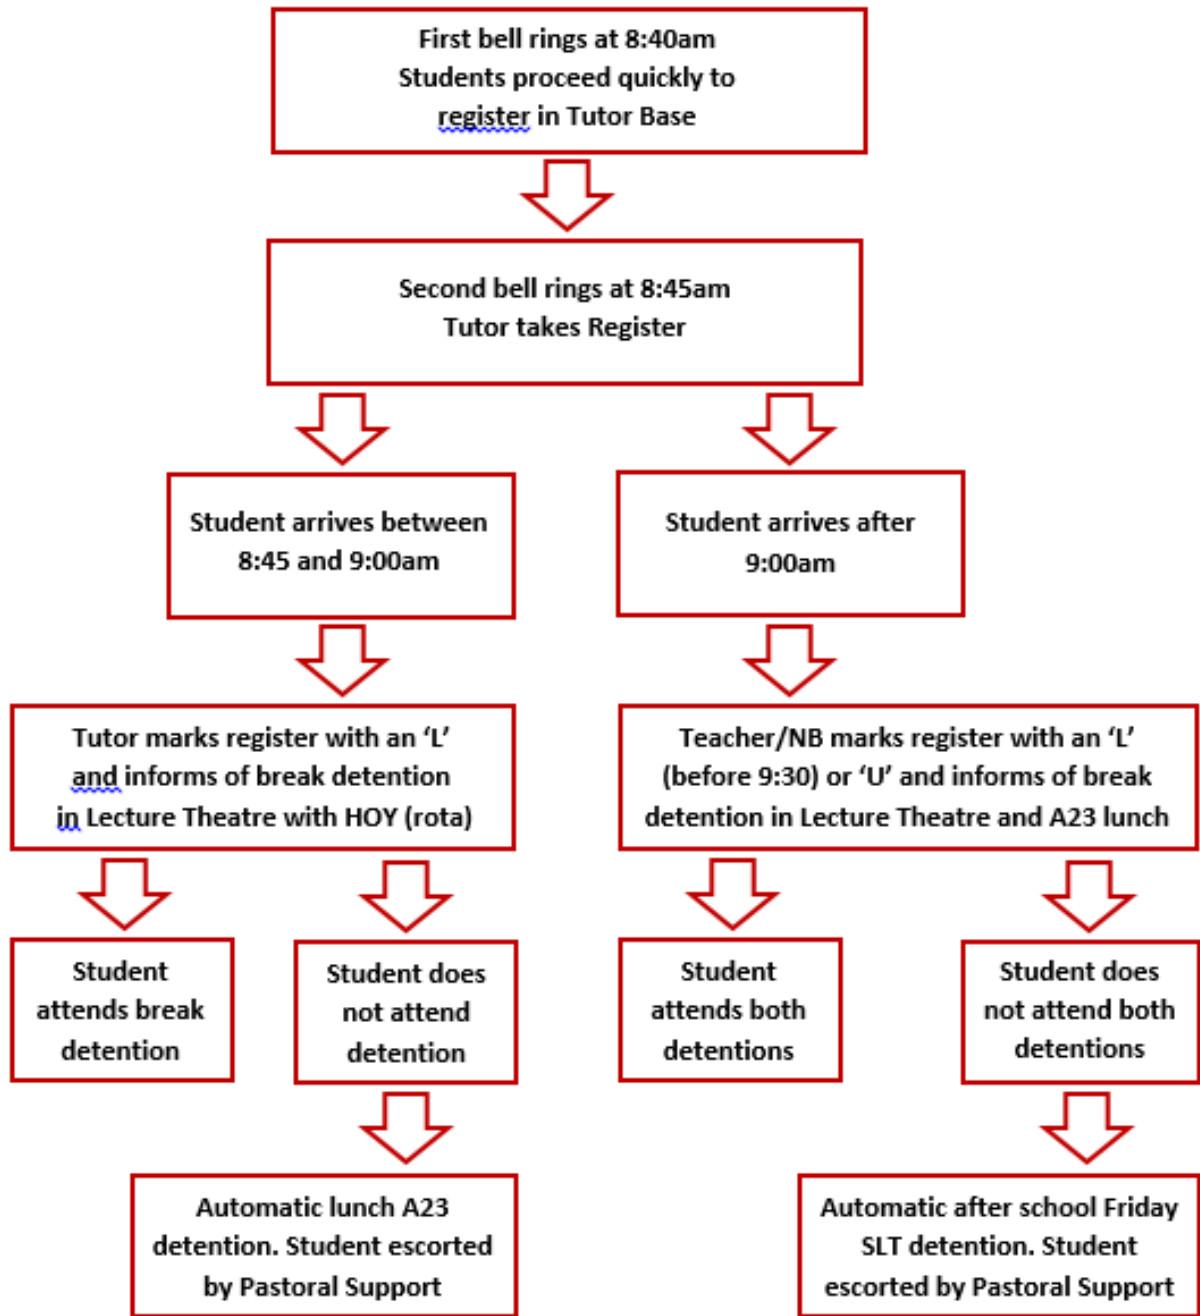 First bell rings at 8:40am
Students proceed quickly to
register in Tutor Base
Second bell rings at 8:45am
Tutor takes Register
Student arrives between
8:45 and 9:00am
Student arrives after
9:00am
Tutor marks register with an ‘L’
and informs of break detention
in Lecture Theatre with HOY (rota)
Teacher/NB marks register with an ‘L’
(before 9:30) or ‘U’ and informs of break
detention in Lecture Theatre and A23 lunch
Student
attends break
detention
Student does
not attend
detention
Student
attends both
detentions
Student does
not attend both
detentions
Automatic lunch A23
detention. Student escorted
by Pastoral Support
Automatic after school Friday
SLT detention. Student
escorted by Pastoral Support